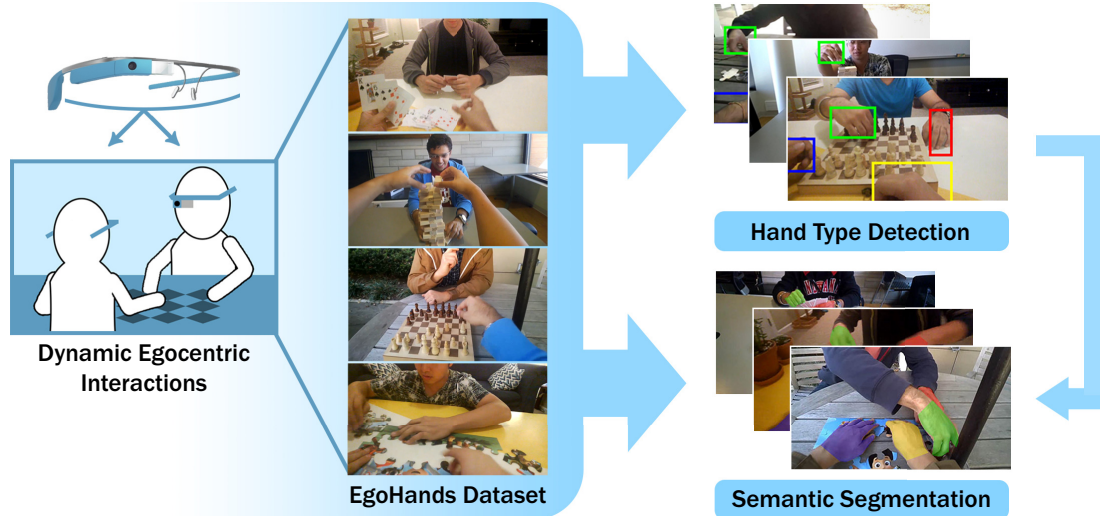 Dynamic Egocentric
Interactions
EgoHands Dataset
Hand Type Detection
Semantic Segmentation